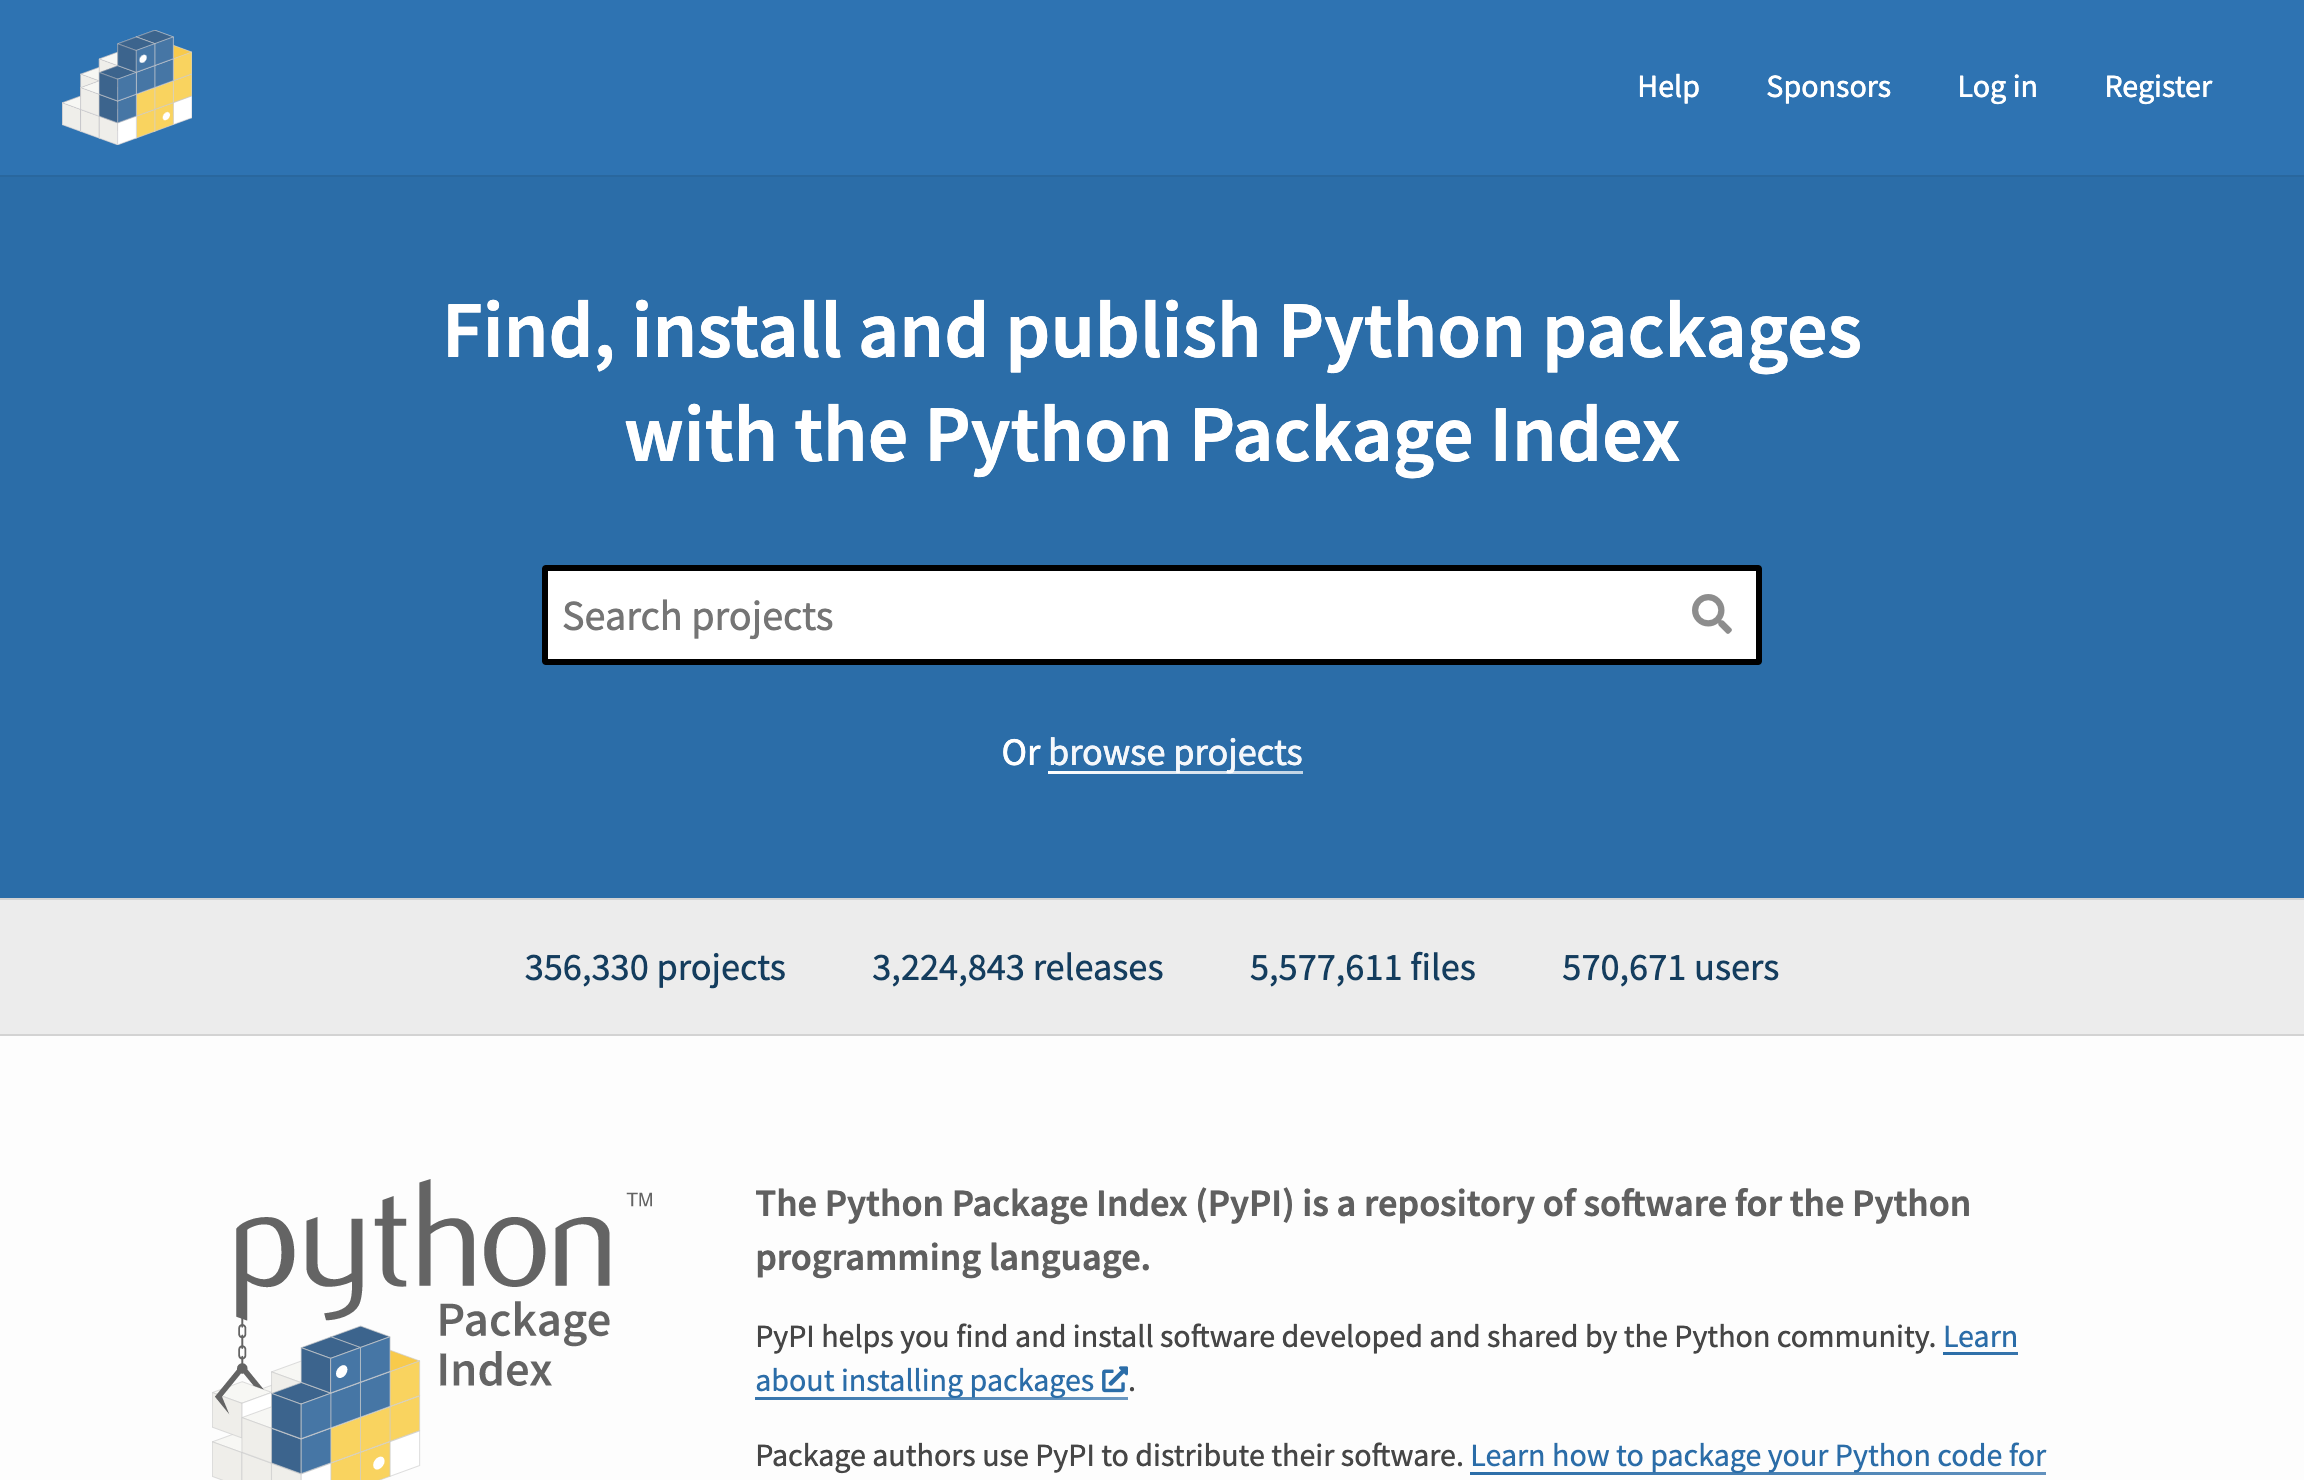 Help Sponsors Log in Register
Find, install and publish Python packages
with the Python Package Index
Search projects
Or browse projects
356,330 projects 3,224,843 releases 5,577,611 files 570,671 users
python TM
Package
Index
The Python Package Index (PyPI) is a repository of software for the Python
programming language.
PyPI helps you find and install software developed and shared by the Python community. Learn
about installing packages.
Package authors use PyPI to distribute their software. Learn how to package your Python code for